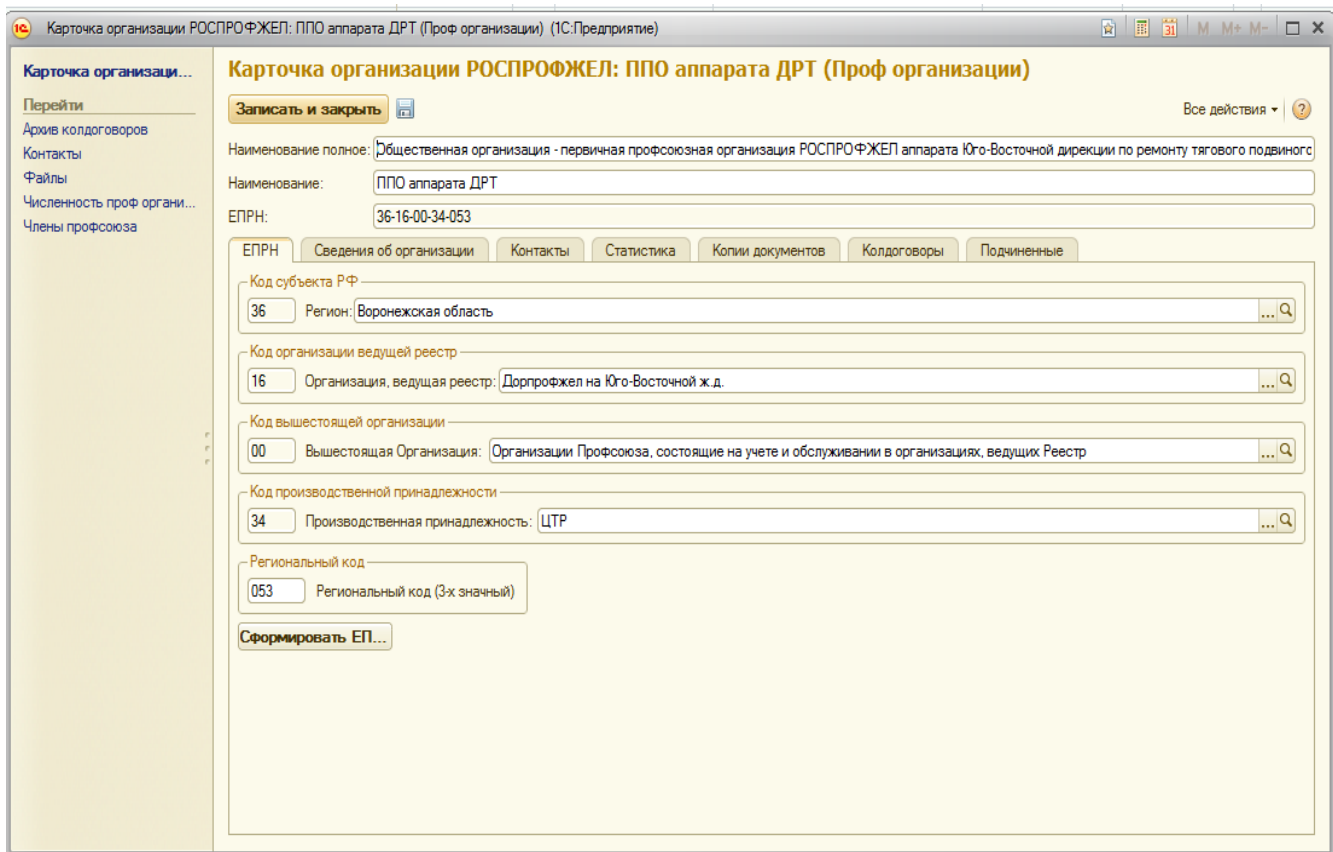 Карточка организации РОСПРОФЖЕЛ: ППО аппарата ДРТ (Проф организации) (1С:Предприятие)
31 M M+ M-
Карточка организаци...
Перейти
Архив колдоговоров
Контакты
Файлы
Численность проф органи...
Члены профсоюза
Карточка организации РОСПРОФЖЕЛ: ППО аппарата ДРТ (Проф организации)
Записать и закрыть
Все действия ?
Наименование полное: Общественная организация - первичная профсоюзная организация РОСПРОФЖЕЛ аппарата Юго-Восточной дирекции по ремонту тягового подвиногс
Наименование: ППО аппарата ДРТ
ЕПРН: 36-16-00-34-053
ЕПРН Сведения об организации Контакты Статистика Копии документов Колдоговоры Подчиненные
Код субъекта РФ
36 Регион: Воронежская область ...
Код организации ведущей реестр
16 Организация, ведущая реестр: Дорпрофжел на Юго-Восточной ж.д. ...
Код вышестоящей организации
00 Вышестоящая Организация: Организации Профсоюза, состоящие на учете и обслуживании в организациях, ведущих Реестр ...
Код производственной принадлежности
34 Производственная принадлежность: ЦТР ...
Региональный код
053 Региональный код (3-х значный)
Сформировать ЕП...